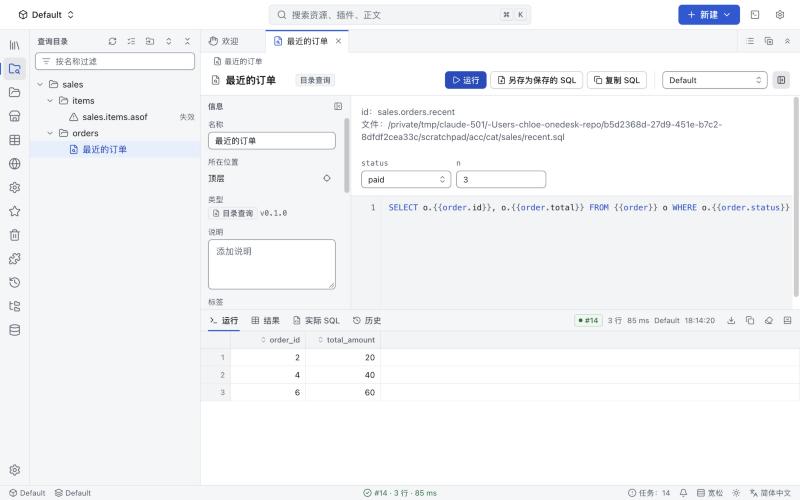 Default
搜索资源、插件、正文
⌘ K
+ 新建
查询目录
欢迎
最近的订单
按名称过滤
sales
items
sales.items.asof 失效
orders
最近的订单
最近的订单
最近的订单 目录查询
运行 另存为保存的 SQL 复制 SQL Default
信息
名称
最近的订单
所在位置
顶层
类型
目录查询 v0.1.0
说明
添加说明
标签
id: sales.orders.recent
文件: /private/tmp/claude-501/-Users-chloe-onedesk-repo/b5d2368d-27d9-451e-b7c2-
8dfdf2cea33c/scratchpad/acc/cat/sales/recent.sql
status n
paid 3
1 SELECT o.{{order.id}}, o.{{order.total}} FROM {{order}} o WHERE o.{{order.status}}
运行 结果 实际 SQL 历史
#14 3 行 85 ms Default 18:14:20
order_id total_amount
1 2 20
2 4 40
3 6 60
Default Default
#14 · 3 行 · 85 ms
任务: 14 宽松 简体中文